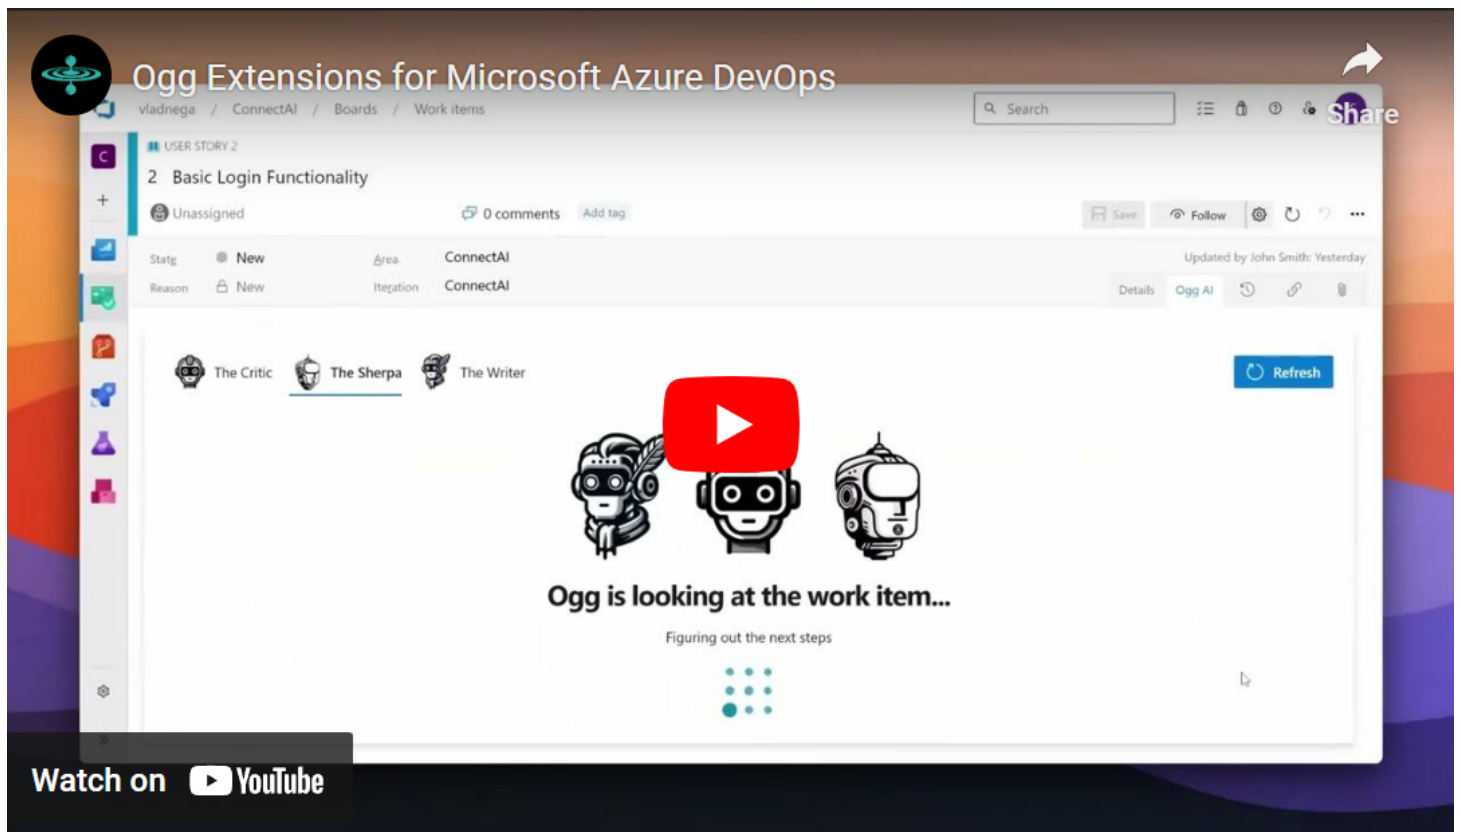 Ogg Extensions for Microsoft Azure DevOps
Share
vladnega / ConnectAI / Boards / Work items
Search
C
USER STORY 2
2 Basic Login Functionality
Unassigned
0 comments
Add tag
Save
Follow
State
New
Area
ConnectAI
Updated by John Smith: Yesterday
Reason
New
Iteration
ConnectAI
Details
Ogg AI
The Critic
The Sherpa
The Writer
Refresh
Ogg is looking at the work item...
Figuring out the next steps
Watch on YouTube